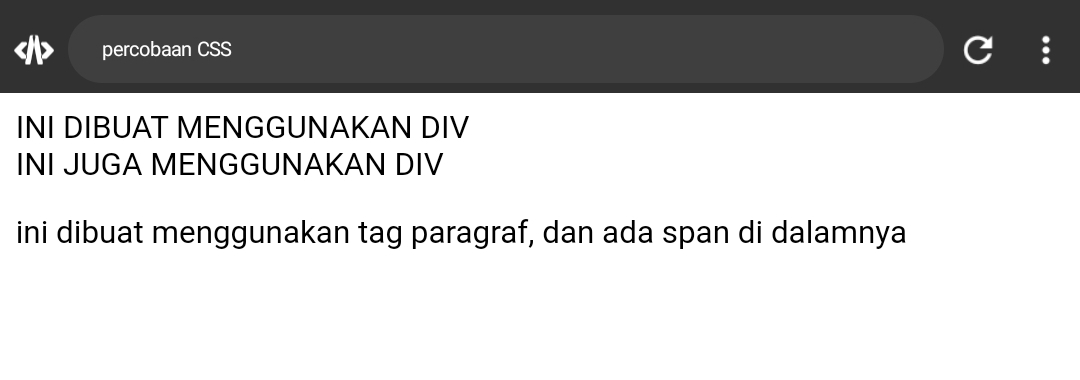 percobaan CSS
INI DIBUAT MENGGUNAKAN DIV
INI JUGA MENGGUNAKAN DIV
ini dibuat menggunakan tag paragraf, dan ada span di dalamnya